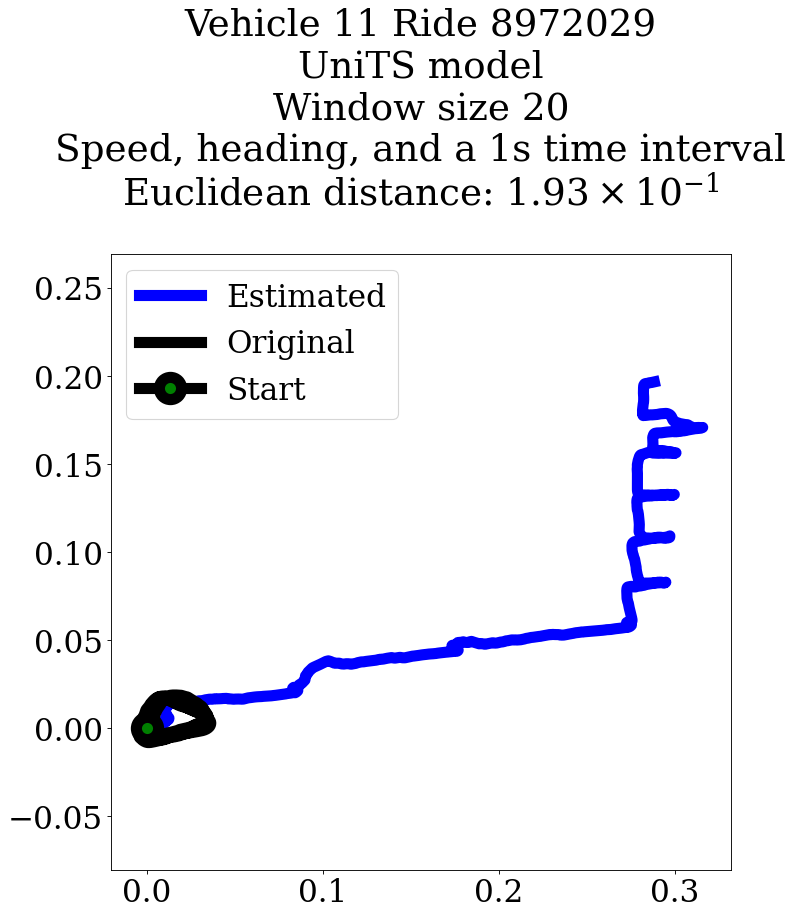 Vehicle 11 Ride 8972029
UniTS model
Window size 20
Speed, heading, and a 1s time interval
Euclidean distance: 1.93 × 10⁻¹
Estimated
Original
Start
0.25
0.20
0.15
0.10
0.05
0.00
−0.05
0.0 0.1 0.2 0.3